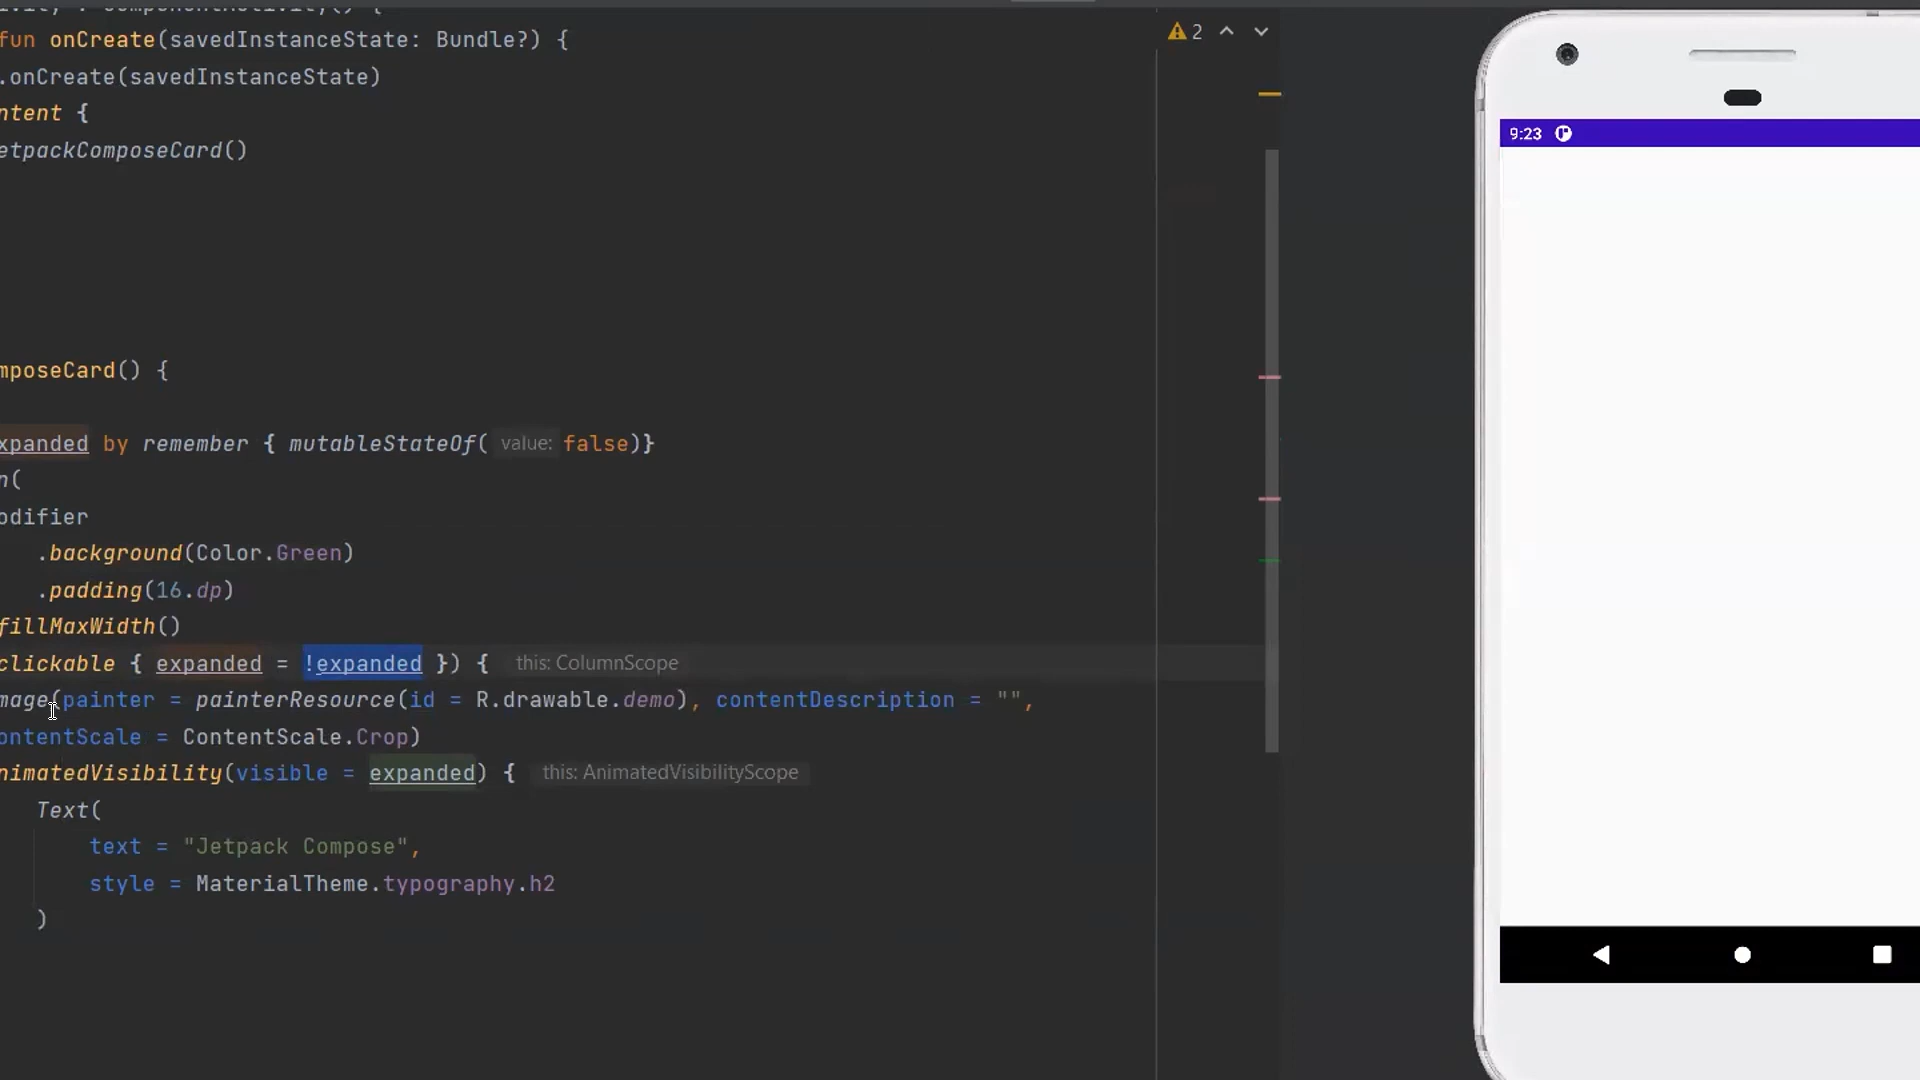 fun onCreate(savedInstanceState: Bundle?) {
.onCreate(savedInstanceState)
ntent {
etpackComposeCard()
mposeCard() {
xpanded by remember { mutableStateOf( value: false)}
n(
odifier
.background(Color.Green)
.padding(16.dp)
fillMaxWidth()
clickable { expanded = !expanded }) { this: ColumnScope
mage(painter = painterResource(id = R.drawable.demo), contentDescription = "",
ontentScale = ContentScale.Crop)
nimatedVisibility(visible = expanded) { this: AnimatedVisibilityScope
Text(
text = "Jetpack Compose",
style = MaterialTheme.typography.h2
)
2
9:23